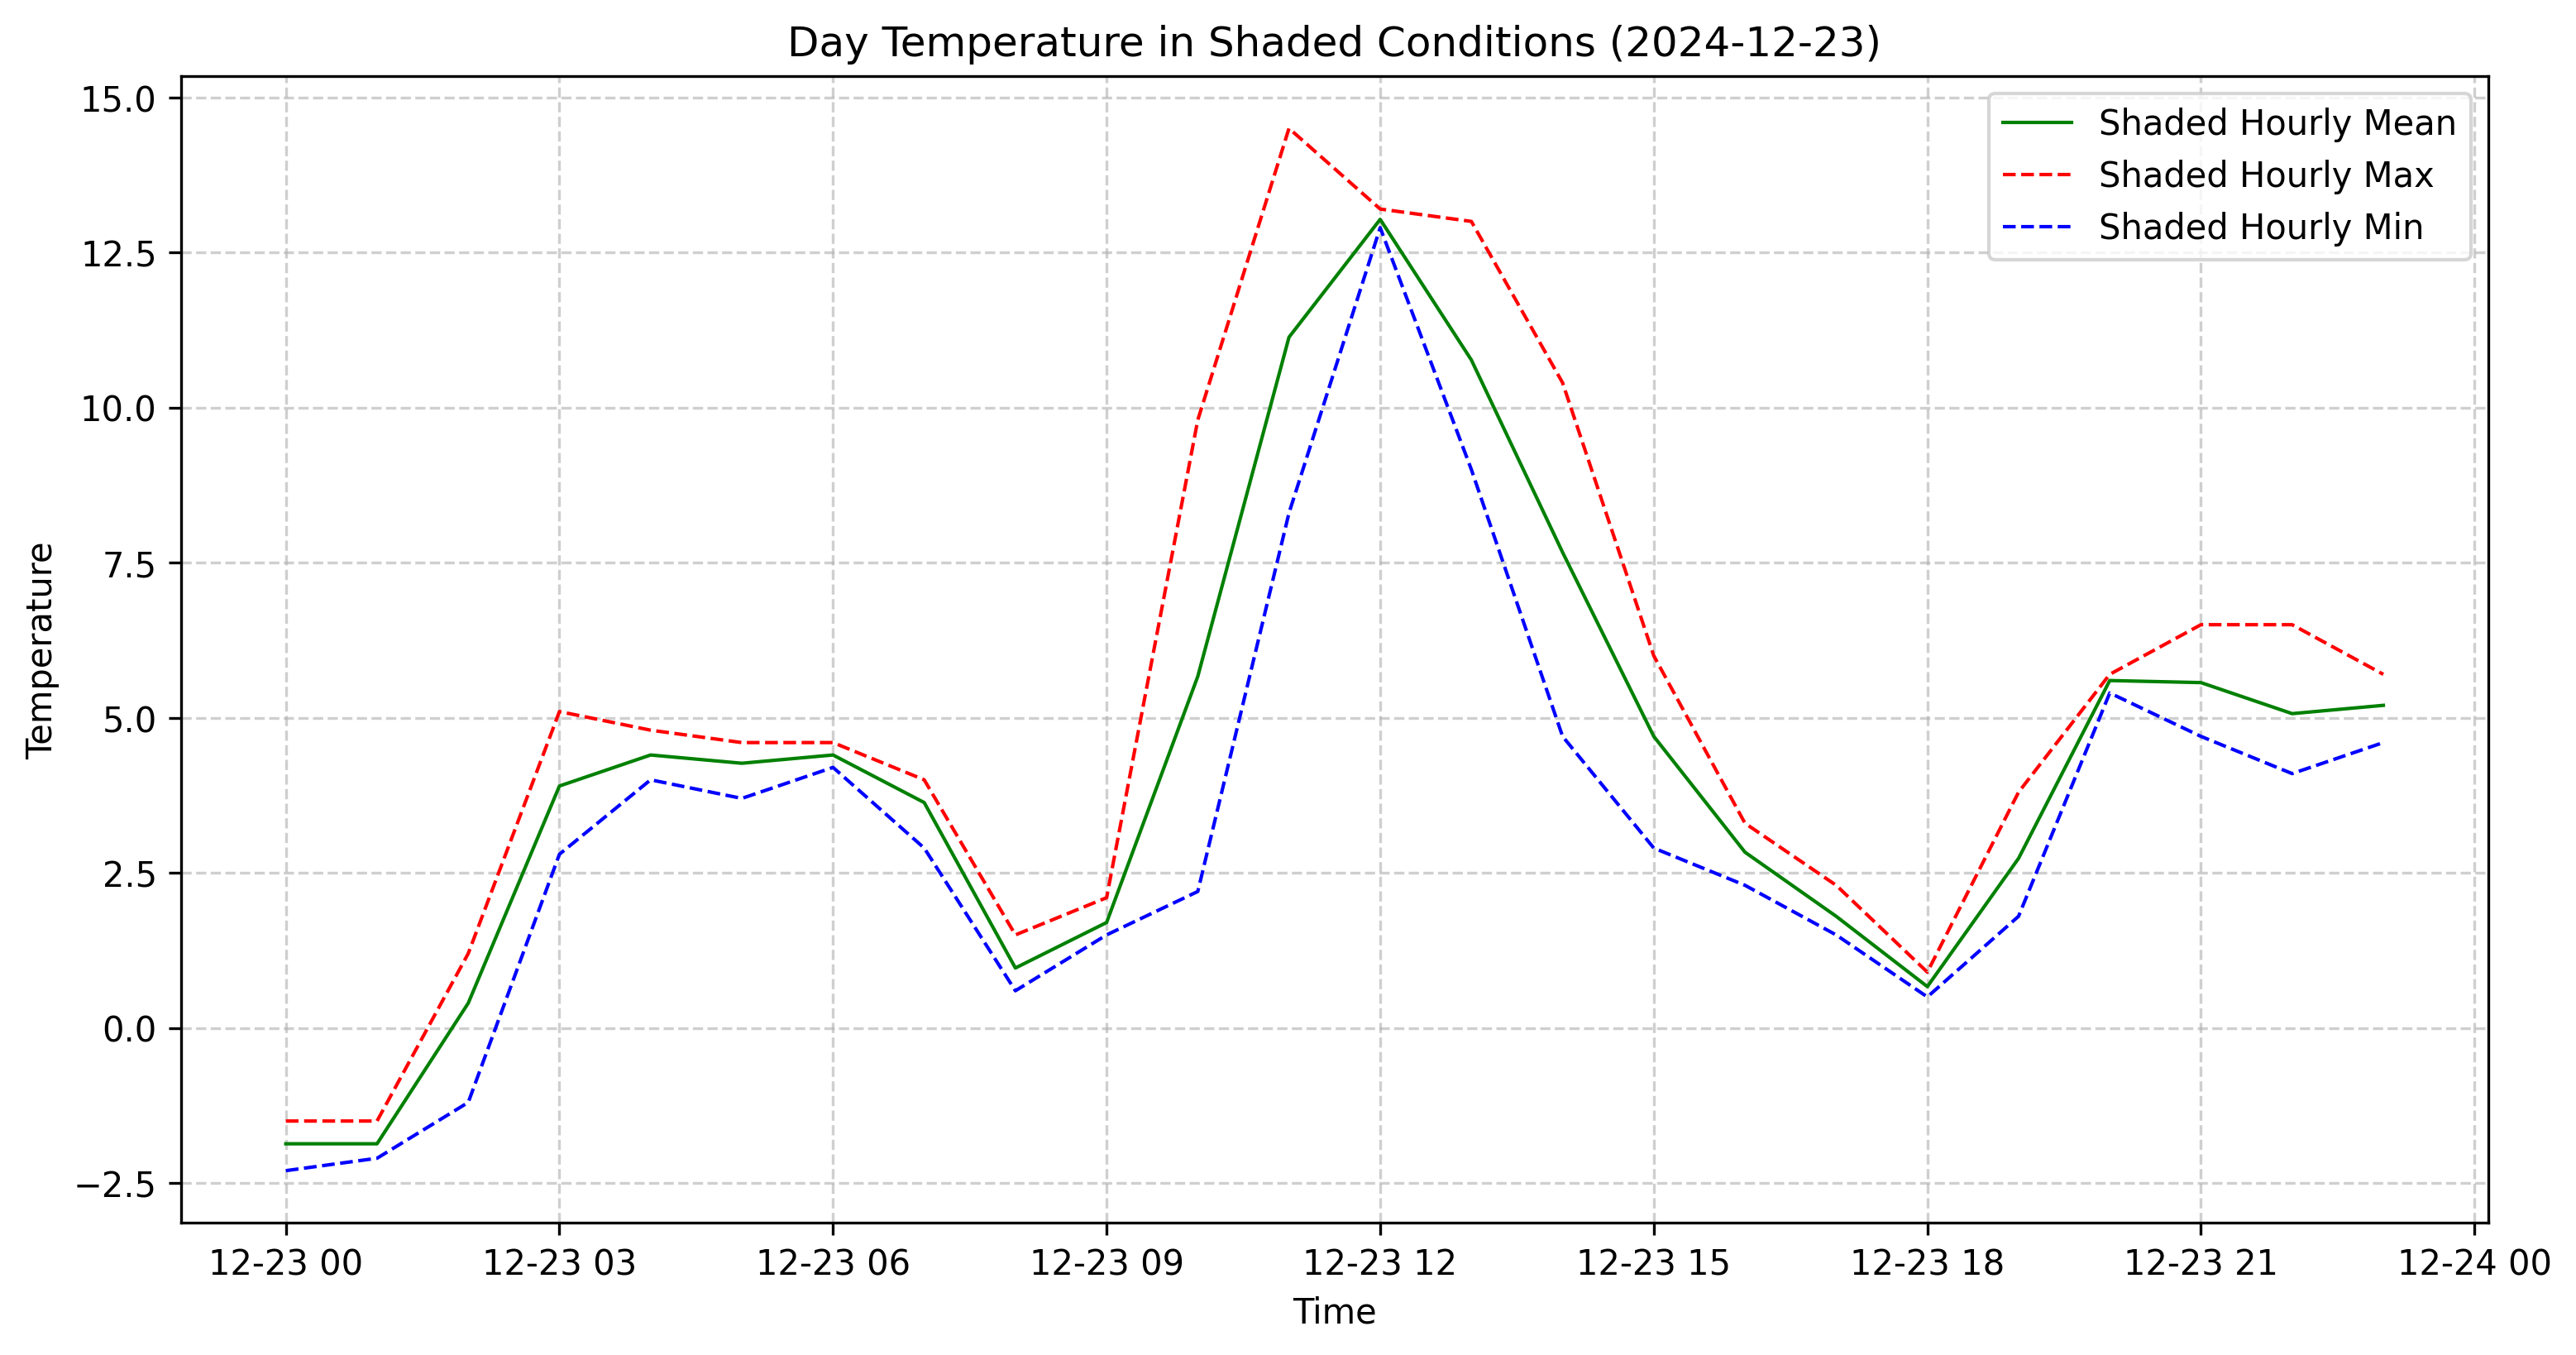 Day Temperature in Shaded Conditions (2024-12-23)
15.0
12.5
10.0
7.5
5.0
2.5
0.0
−2.5
Temperature
Shaded Hourly Mean
Shaded Hourly Max
Shaded Hourly Min
12-23 00 12-23 03 12-23 06 12-23 09 12-23 12 12-23 15 12-23 18 12-23 21 12-24 00
Time